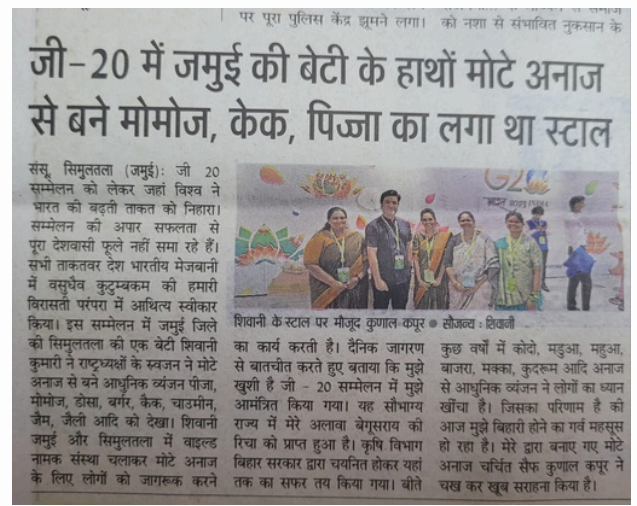 पर पूरा पुलिस केंद्र झूमने लगा।
को नशा से संभावित नुकसान के
जी-20 में जमुई की बेटी के हाथों मोटे अनाज
से बने मोमोज, केक, पिज्जा का लगा था स्टाल
संसू, सिमुलतला (जमुई): जी 20
सम्मेलन को लेकर जहां विश्व ने
भारत की बढ़ती ताकत को निहारा।
सम्मेलन की अपार सफलता से
पूरा देशवासी फूले नहीं समा रहे हैं।
सभी ताकतवर देश भारतीय मेजबानी
में वसुधैव कुटुम्बकम की हमारी
विरासती परंपरा में आथित्य स्वीकार
किया। इस सम्मेलन में जमुई जिले
की सिमुलतला की एक बेटी शिवानी
कुमारी ने राष्ट्रध्यक्षों के स्वजन ने मोटे
अनाज से बने आधुनिक व्यंजन पीजा,
मोमोज, डोसा, बर्गर, कैक, चाउमीन,
जैम, जैली आदि को देखा। शिवानी
जमुई और सिमुलतला में वाइल्ड
नामक संस्था चलाकर मोटे अनाज
के लिए लोगों को जागरूक करने
G20
शिवानी के स्टाल पर मौजूद कुणाल कपूर ● सौजन्य : शिवानी
का कार्य करती है। दैनिक जागरण
से बातचीत करते हुए बताया कि मुझे
खुशी है जी - 20 सम्मेलन में मुझे
आमंत्रित किया गया। यह सौभाग्य
राज्य में मेरे अलावा बेगूसराय की
रिचा को प्राप्त हुआ है। कृषि विभाग
बिहार सरकार द्वारा चयनित होकर यहां
तक का सफर तय किया गया। बीते
कुछ वर्षों में कोदो, मडुआ, महुआ,
बाजरा, मक्का, कुदरूम आदि अनाज
से आधुनिक व्यंजन ने लोगों का ध्यान
खींचा है। जिसका परिणाम है की
आज मुझे बिहारी होने का गर्व महसूस
हो रहा है। मेरे द्वारा बनाए गए मोटे
अनाज चर्चित सैफ कुणाल कपूर ने
चख कर खूब सराहना किया है।